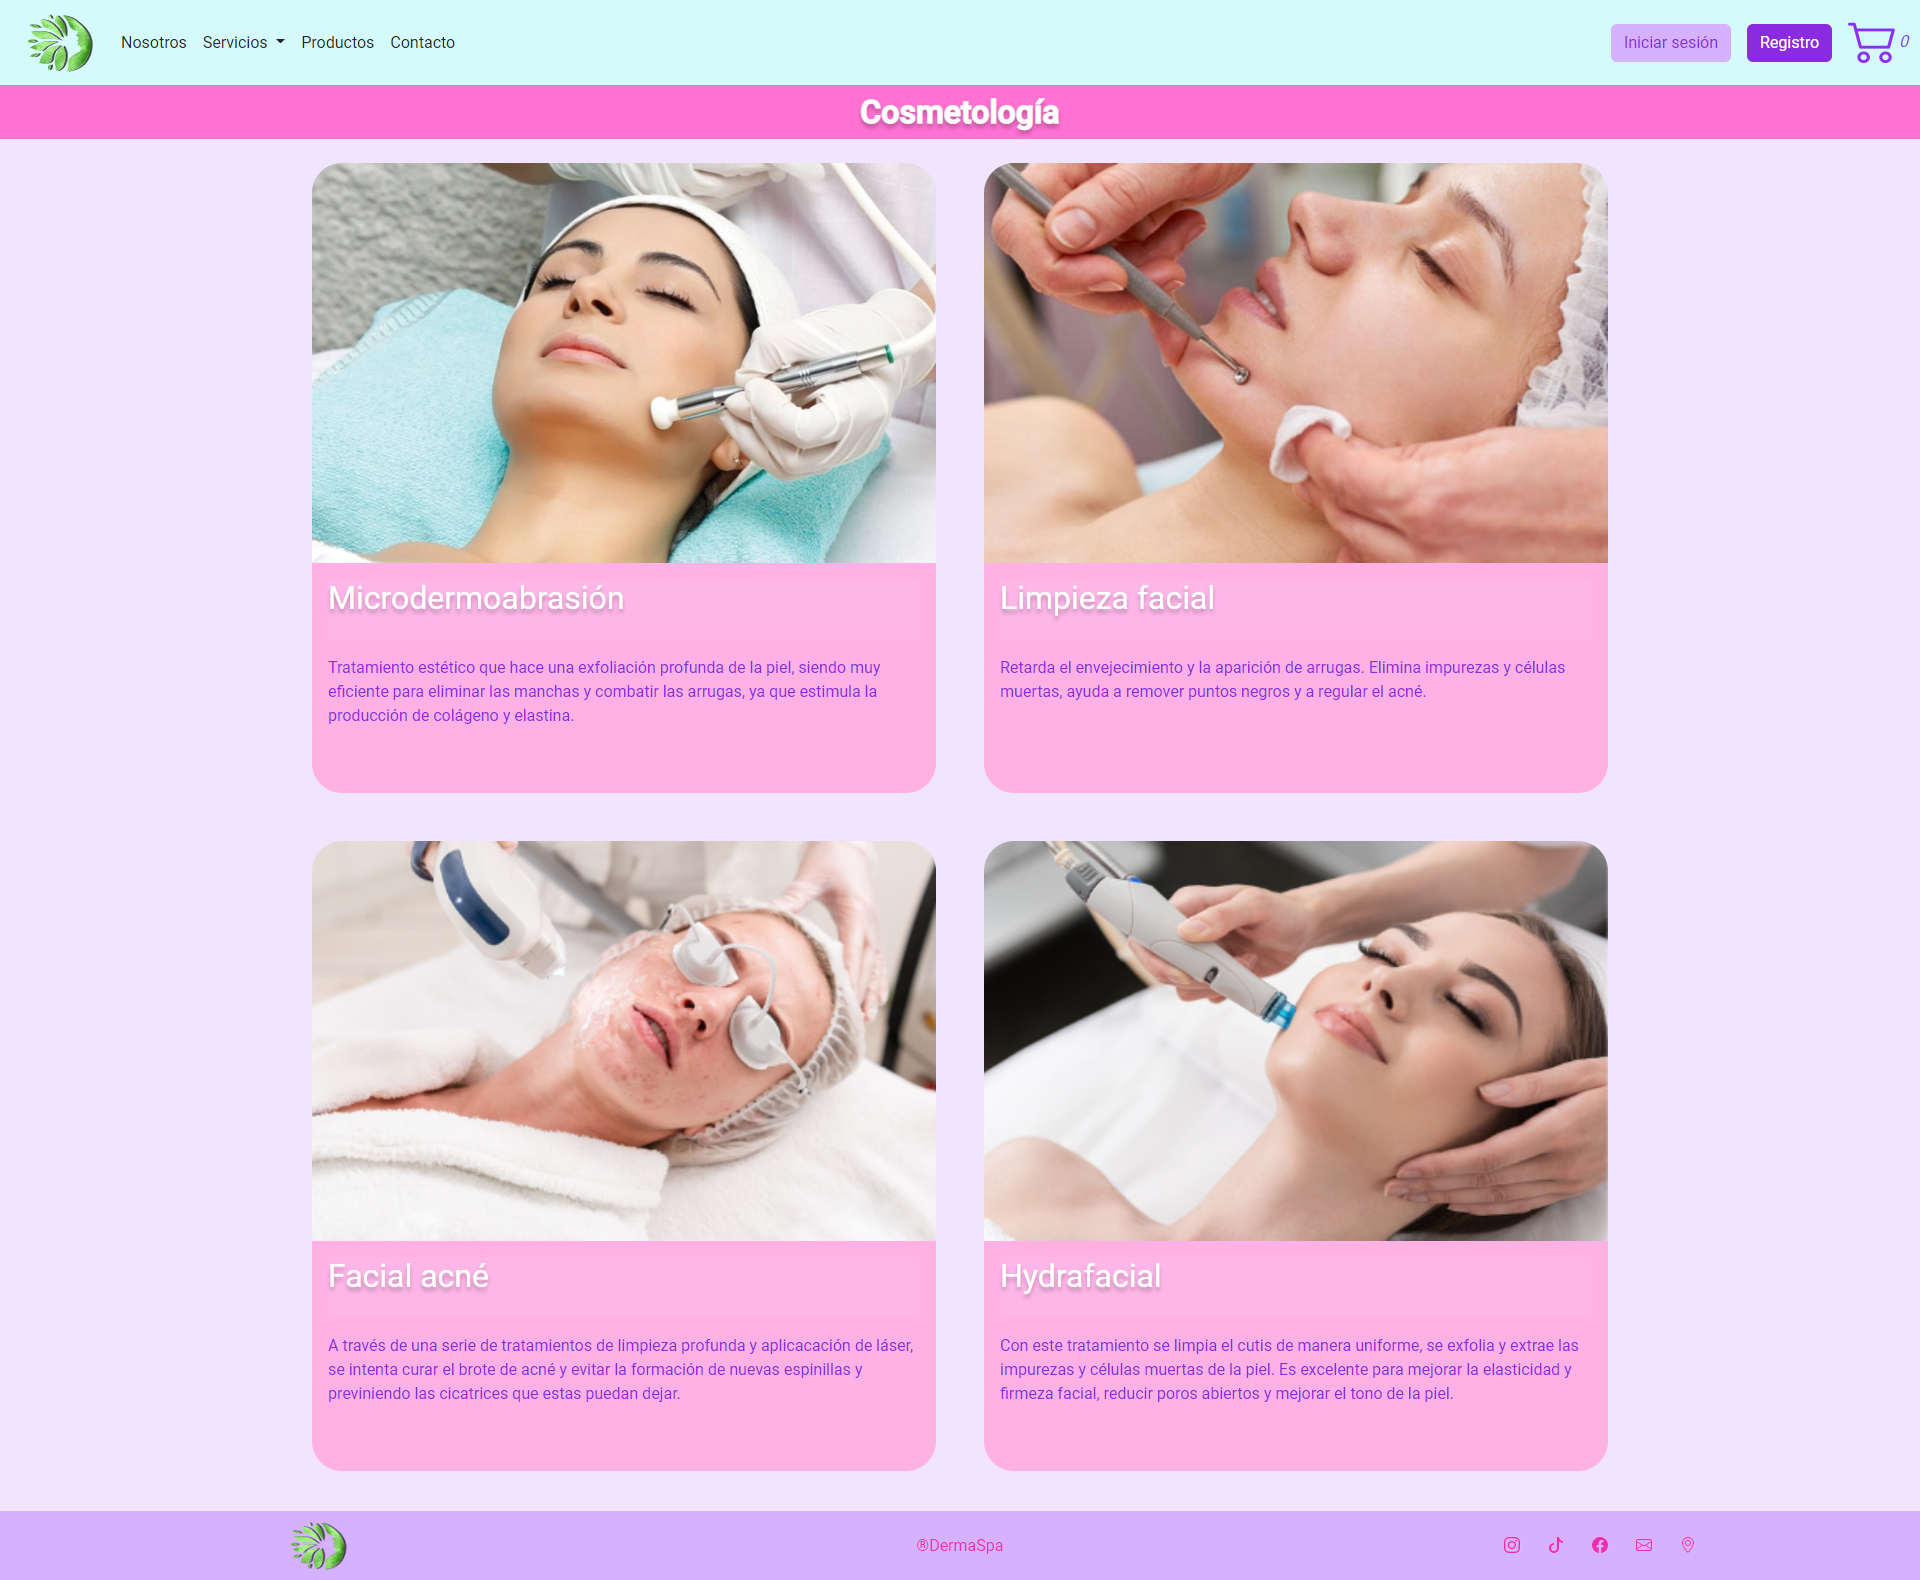 Nosotros Servicios Productos Contacto Iniciar sesión Registro 0
Cosmetología
Microdermoabrasión
Tratamiento estético que hace una exfoliación profunda de la piel, siendo muy
eficiente para eliminar las manchas y combatir las arrugas, ya que estimula la
producción de colágeno y elastina.
Limpieza facial
Retarda el envejecimiento y la aparición de arrugas. Elimina impurezas y células
muertas, ayuda a remover puntos negros y a regular el acné.
Facial acné
A través de una serie de tratamientos de limpieza profunda y aplicacación de láser,
se intenta curar el brote de acné y evitar la formación de nuevas espinillas y
previniendo las cicatrices que estas puedan dejar.
Hydrafacial
Con este tratamiento se limpia el cutis de manera uniforme, se exfolia y extrae las
impurezas y células muertas de la piel. Es excelente para mejorar la elasticidad y
firmeza facial, reducir poros abiertos y mejorar el tono de la piel.
®DermaSpa